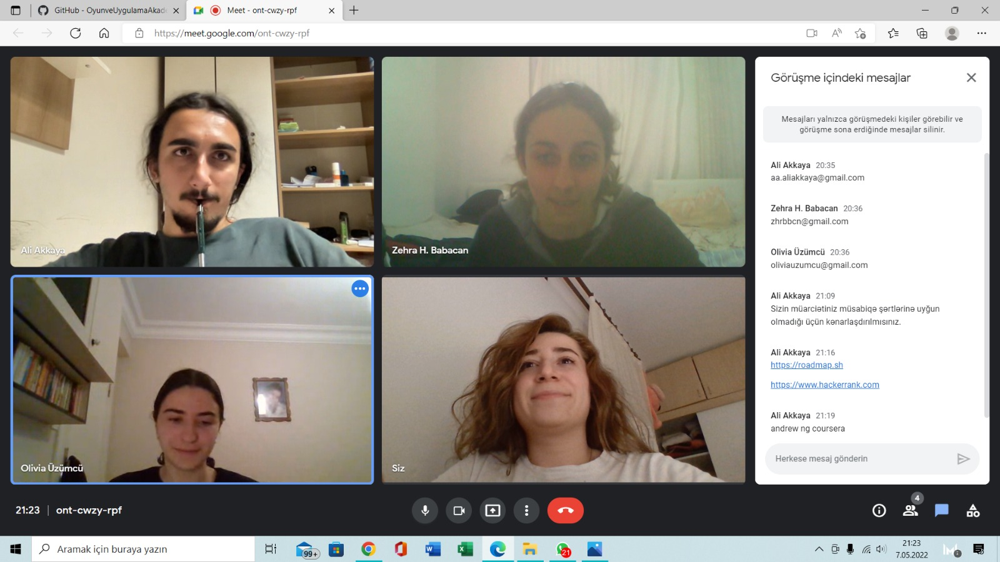 GitHub - OyunveUygulamaAkade
Meet - ont-cwzy-rpf
https://meet.google.com/ont-cwzy-rpf
Ali Akkaya
Zehra H. Babacan
Olivia Üzümcü
Siz
Görüşme içindeki mesajlar
Mesajları yalnızca görüşmedeki kişiler görebilir ve
görüşme sona erdiğinde mesajlar silinir.
Ali Akkaya 20:35
aa.aliakkaya@gmail.com
Zehra H. Babacan 20:36
zhrbbcn@gmail.com
Olivia Üzümcü 20:36
oliviauzumcu@gmail.com
Ali Akkaya 21:09
Sizin müarciətiniz müsabiqə şərtlərinə uyğun
olmadığı üçün kənarlaşdırılmısınız.
Ali Akkaya 21:16
https://roadmap.sh
https://www.hackerrank.com
Ali Akkaya 21:19
andrew ng coursera
Herkese mesaj gönderin
21:23 | ont-cwzy-rpf
4
Aramak için buraya yazın
99+
21
21:23
7.05.2022